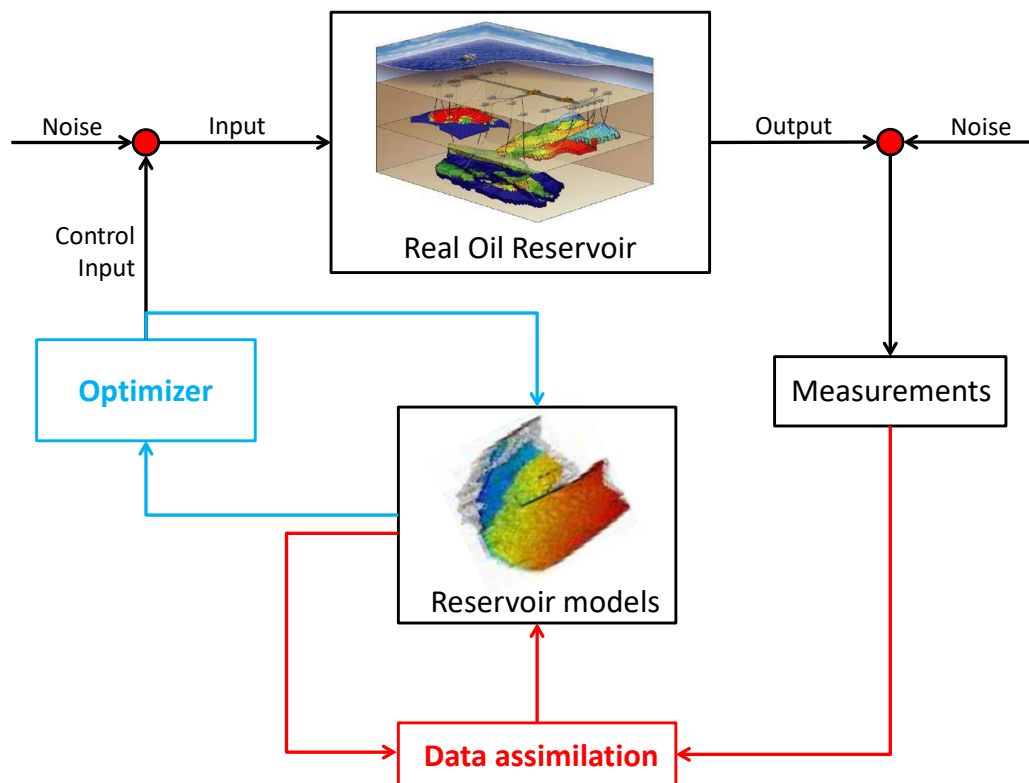 Noise
Input
Output
Noise
Real Oil Reservoir
Control
Input
Optimizer
Measurements
Reservoir models
Data assimilation